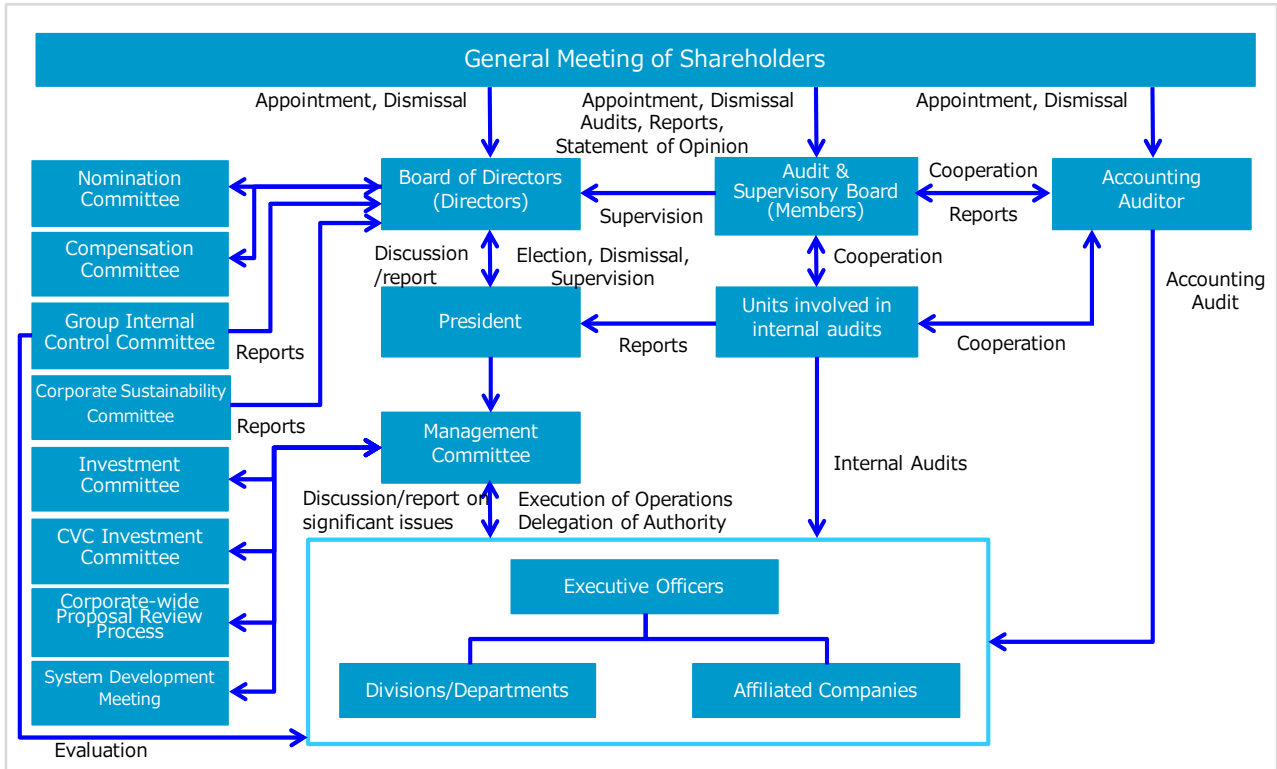 General Meeting of Shareholders
Appointment, Dismissal
Appointment, Dismissal
Audits, Reports,
Statement of Opinion
Appointment, Dismissal
Nomination
Committee
Board of Directors
(Directors)
Audit &
Supervisory Board
(Members)
Cooperation
Reports
Accounting
Auditor
Supervision
Compensation
Committee
Discussion
/report
Election, Dismissal,
Supervision
Cooperation
Accounting
Audit
Group Internal
Control Committee
Reports
President
Reports
Units involved in
internal audits
Cooperation
Corporate Sustainability
Committee
Reports
Management
Committee
Investment
Committee
Internal Audits
Discussion/report on
significant issues
Execution of Operations
Delegation of Authority
CVC Investment
Committee
Executive Officers
Corporate-wide
Proposal Review
Process
System Development
Meeting
Divisions/Departments
Affiliated Companies
Evaluation